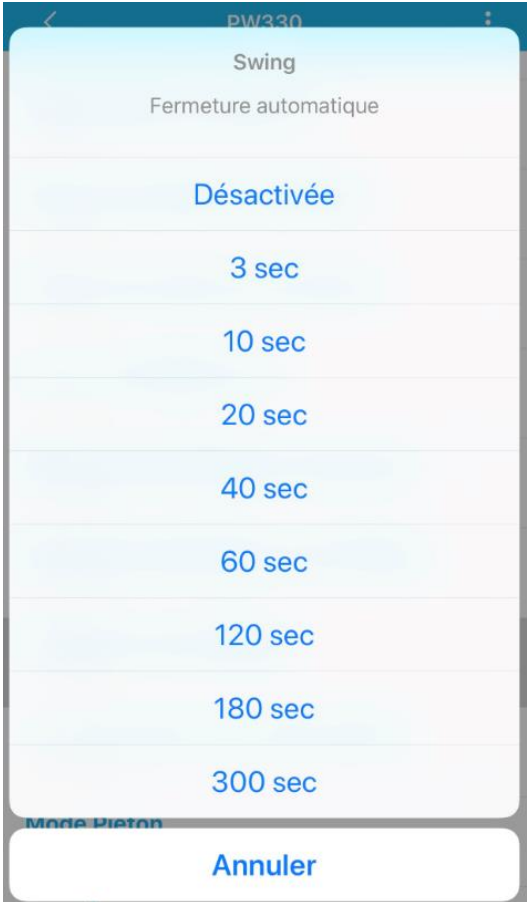 PW330
Swing
Fermeture automatique
Désactivée
3 sec
10 sec
20 sec
40 sec
60 sec
120 sec
180 sec
300 sec
Mode Piéton
Annuler